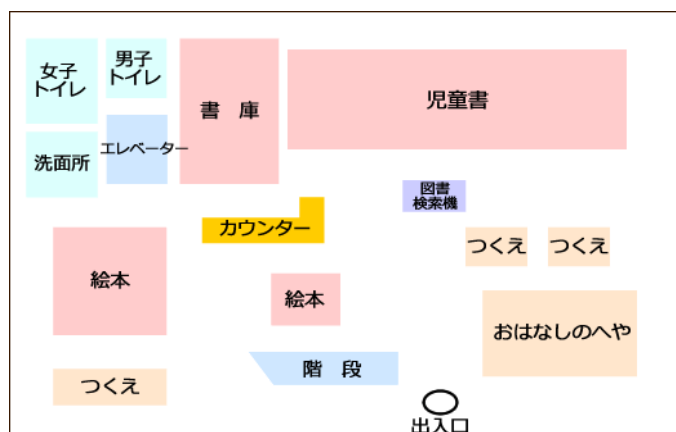 女子
トイレ
男子
トイレ
書 庫
児童書
エレベーター
洗面所
図書
検索機
カウンター
つくえ
つくえ
絵本
絵本
おはなしのへや
階 段
つくえ
出入口